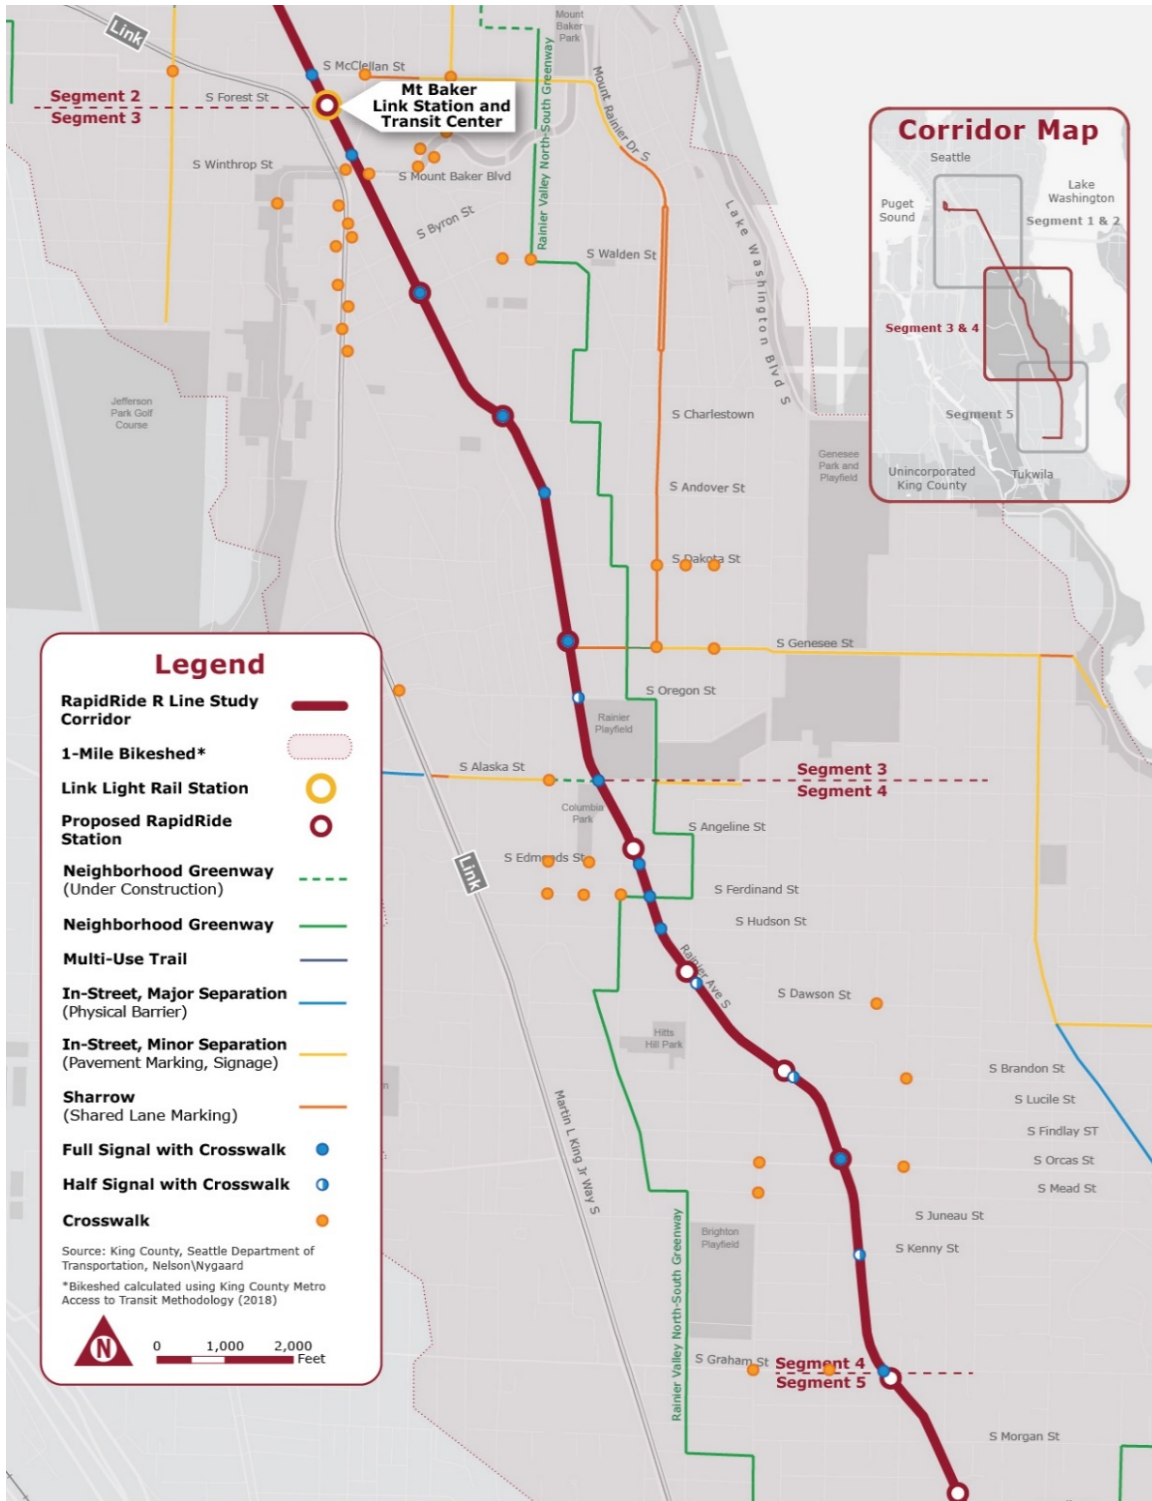 Link
Mount
Baker
Park
S McClellan St
Segment 2
Segment 3
S Forest St
Mt Baker
Link Station and
Transit Center
Rainier Valley North-South Greenway
Mount Rainier Dr S
S Winthrop St
S Mount Baker Blvd
S Byron St
S Walden St
Lake Washington Blvd S
Corridor Map
Seattle
Lake
Washington
Puget
Sound
Segment 1 & 2
Segment 3 & 4
Segment 5
Unincorporated
King County
Tukwila
Jefferson
Park Golf
Course
S Charlestown
Genesee
Park and
Playfield
S Andover St
S Dakota St
S Genesee St
S Oregon St
Rainier
Playfield
S Alaska St
Segment 3
Segment 4
Columbia
Park
S Angeline St
S Edmonds St
Link
S Ferdinand St
S Hudson St
Rainier Ave S
S Dawson St
Hitts
Hill Park
S Brandon St
S Lucile St
S Findlay ST
S Orcas St
S Mead St
Martin L King Jr Way S
S Juneau St
Brighton
Playfield
S Kenny St
Rainier Valley North-South Greenway
S Graham St
Segment 4
Segment 5
S Morgan St
Legend
RapidRide R Line Study
Corridor
1-Mile Bikeshed*
Link Light Rail Station
Proposed RapidRide
Station
Neighborhood Greenway
(Under Construction)
Neighborhood Greenway
Multi-Use Trail
In-Street, Major Separation
(Physical Barrier)
In-Street, Minor Separation
(Pavement Marking, Signage)
Sharrow
(Shared Lane Marking)
Full Signal with Crosswalk
Half Signal with Crosswalk
Crosswalk
Source: King County, Seattle Department of
Transportation, Nelson\Nygaard
*Bikeshed calculated using King County Metro
Access to Transit Methodology (2018)
N
0 1,000 2,000
Feet